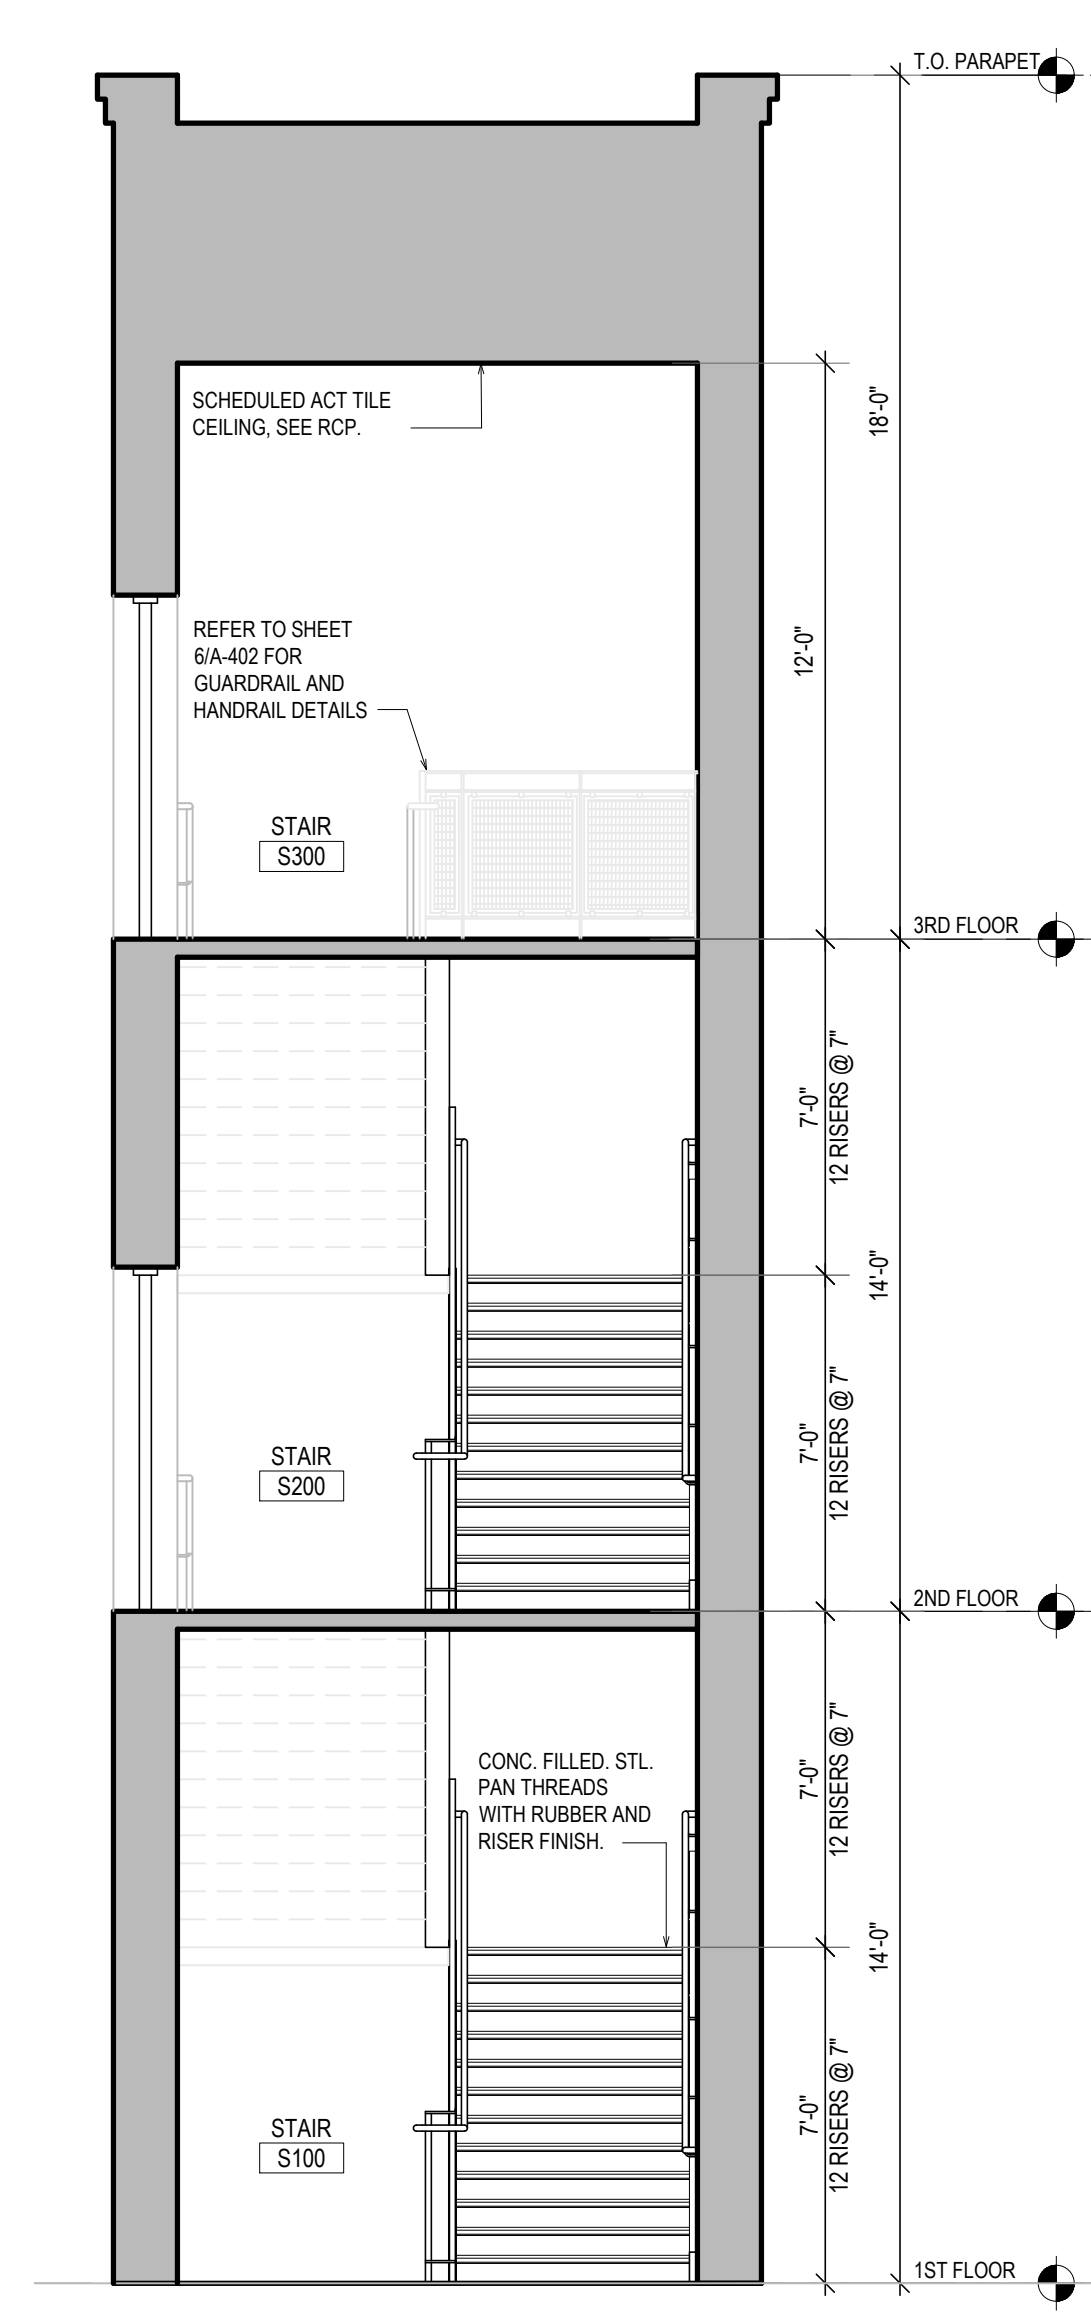 T.O. PARAPET
SCHEDULED ACT TILE
CEILING, SEE RCP.
18'-0"
REFER TO SHEET
6/A-402 FOR
GUARDRAIL AND
HANDRAIL DETAILS
12'-0"
STAIR
S300
3RD FLOOR
7'-0"
12 RISERS @ 7"
14'-0"
7'-0"
12 RISERS @ 7"
STAIR
S200
2ND FLOOR
7'-0"
12 RISERS @ 7"
CONC. FILLED. STL.
PAN THREADS
WITH RUBBER AND
RISER FINISH.
14'-0"
7'-0"
12 RISERS @ 7"
STAIR
S100
1ST FLOOR